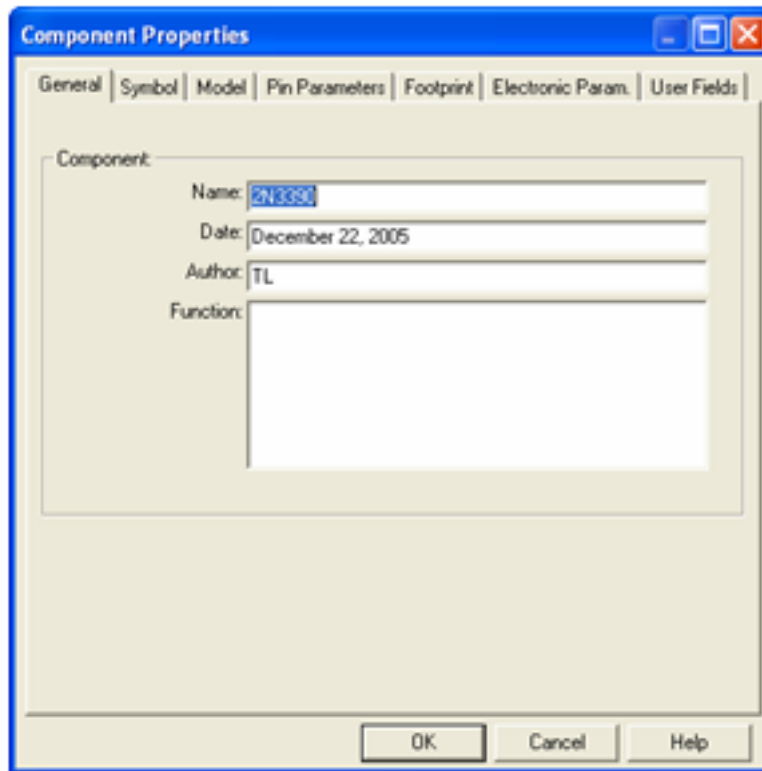 Component Properties
General Symbol Model Pin Parameters Footprint Electronic Param. User Fields
Component:
Name: 2N3390
Date: December 22, 2005
Author: TL
Function:
OK Cancel Help